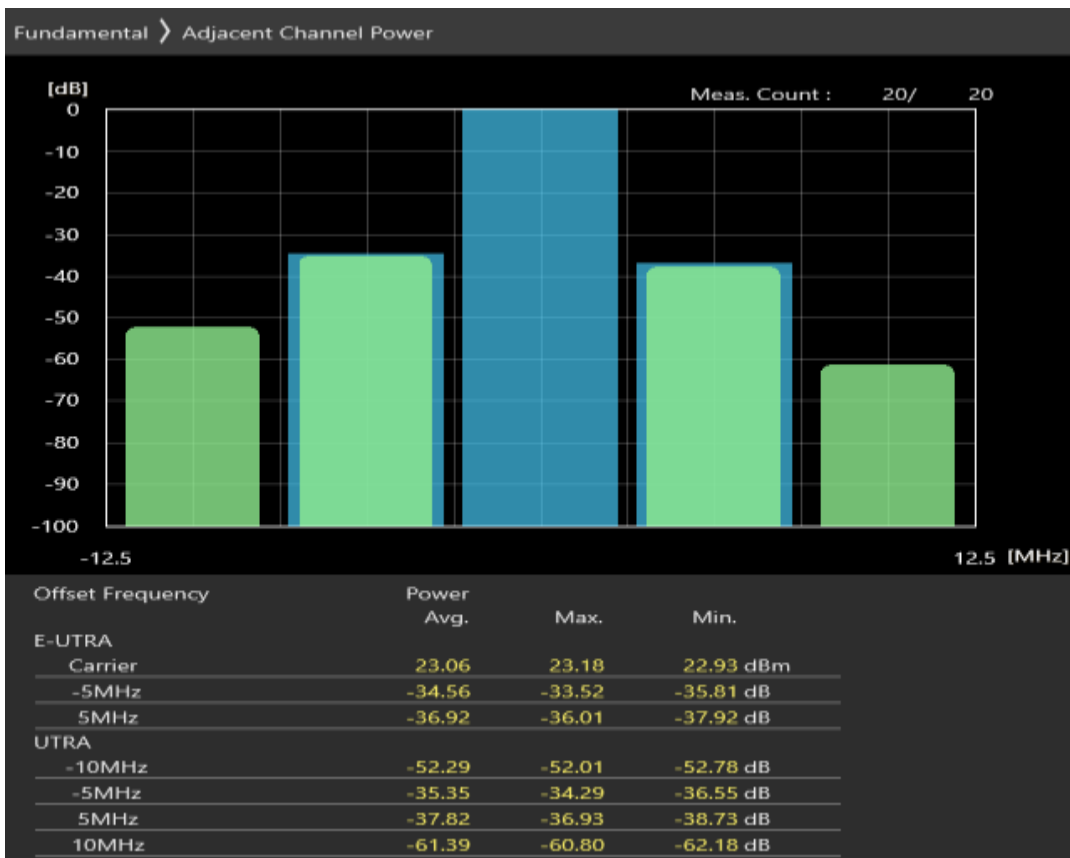 Fundamental ❯ Adjacent Channel Power
[dB]
Meas. Count : 20/ 20
0
-10
-20
-30
-40
-50
-60
-70
-80
-90
-100
-12.5 12.5 [MHz]
Offset Frequency Power
Avg. Max. Min.
E-UTRA
Carrier 23.06 23.18 22.93 dBm
-5MHz -34.56 -33.52 -35.81 dB
5MHz -36.92 -36.01 -37.92 dB
UTRA
-10MHz -52.29 -52.01 -52.78 dB
-5MHz -35.35 -34.29 -36.55 dB
5MHz -37.82 -36.93 -38.73 dB
10MHz -61.39 -60.80 -62.18 dB